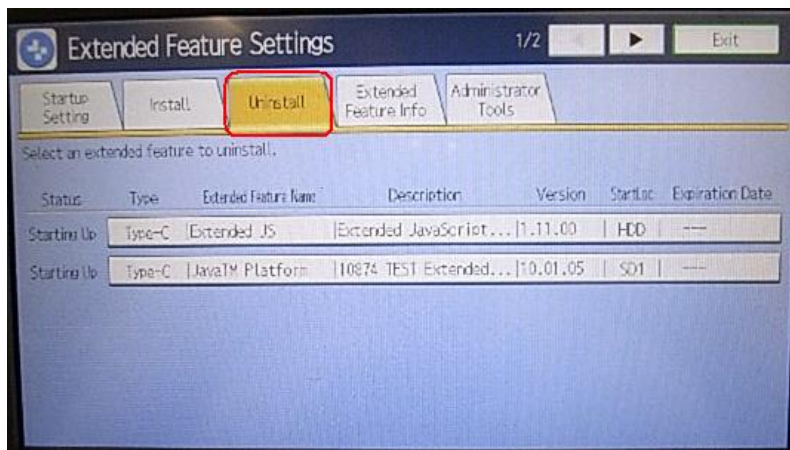 Extended Feature Settings 1/2 Exit
Startup Setting
Install
Uninstall
Extended Feature Info
Administrator Tools
Select an extended feature to uninstall.
Status Type Extended Feature Name Description Version StartLoc Expiration Date
Starting Up Type-C |Extended JS |Extended JavaScript...|1.11.00 | HDD | ---
Starting Up Type-C |JavaTM Platform |10874 TEST Extended...|10.01.05 | SD1 | ---